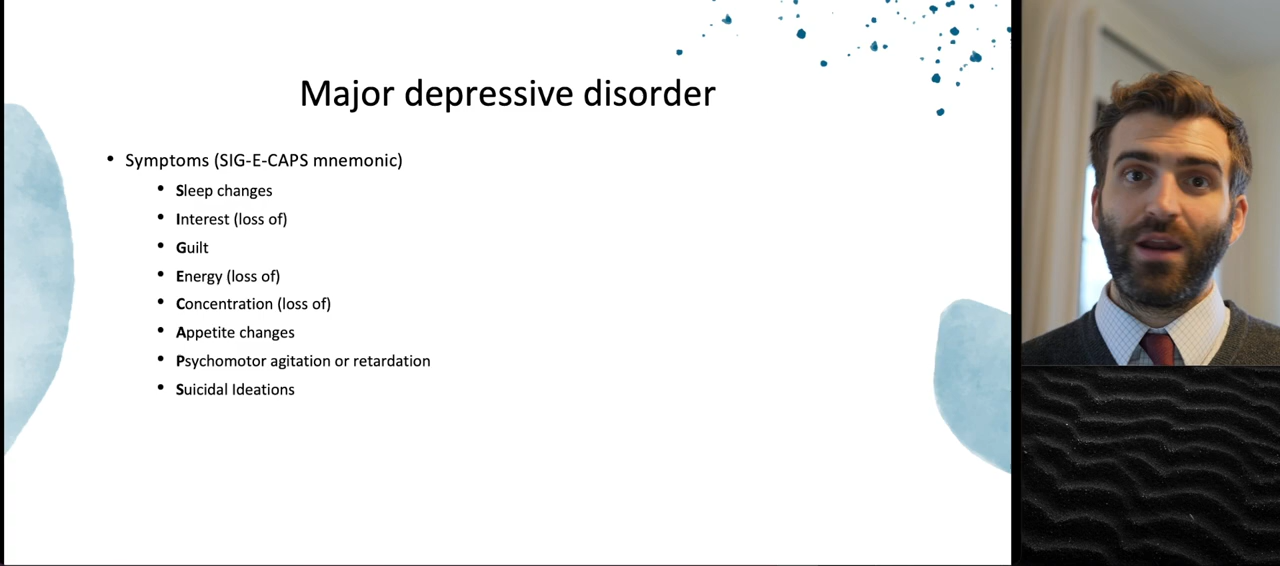 Major depressive disorder
• Symptoms (SIG-E-CAPS mnemonic)
• Sleep changes
• Interest (loss of)
• Guilt
• Energy (loss of)
• Concentration (loss of)
• Appetite changes
• Psychomotor agitation or retardation
• Suicidal Ideations